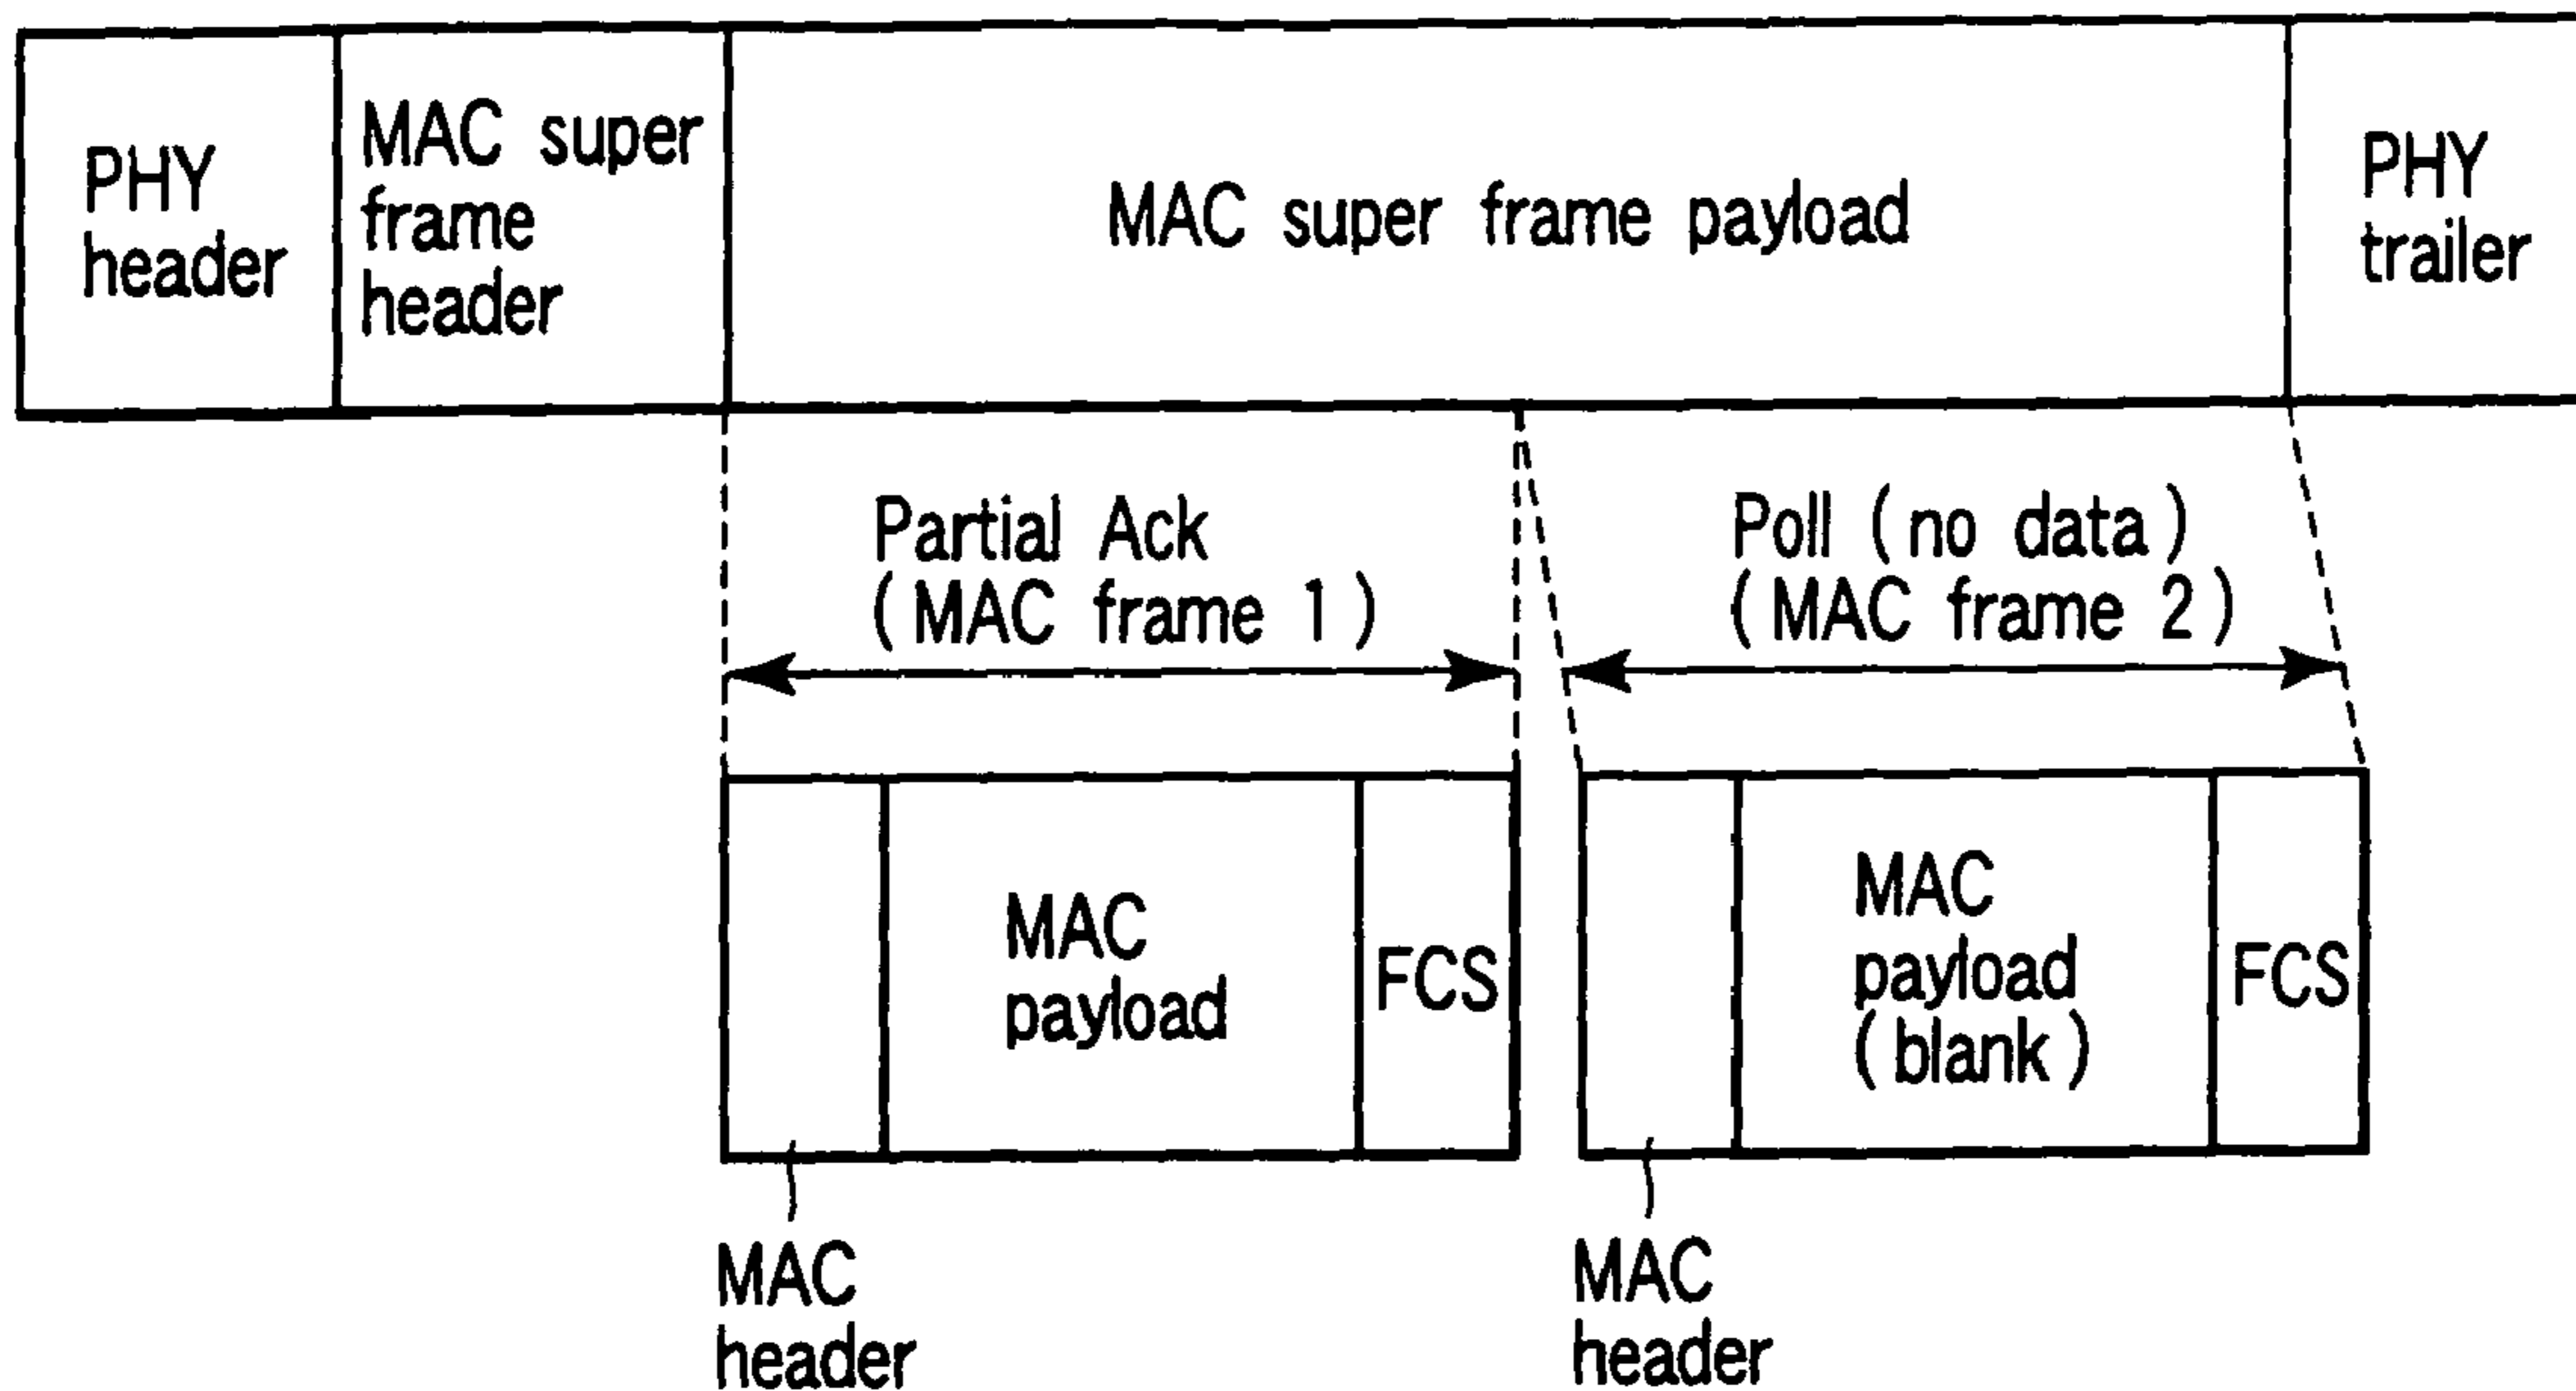 PHY
header
MAC super
frame
header
MAC super frame payload
PHY
trailer
Partial Ack
(MAC frame 1)
Poll (no data)
(MAC frame 2)
MAC
payload
FCS
MAC
payload
(blank)
FCS
MAC
header
MAC
header